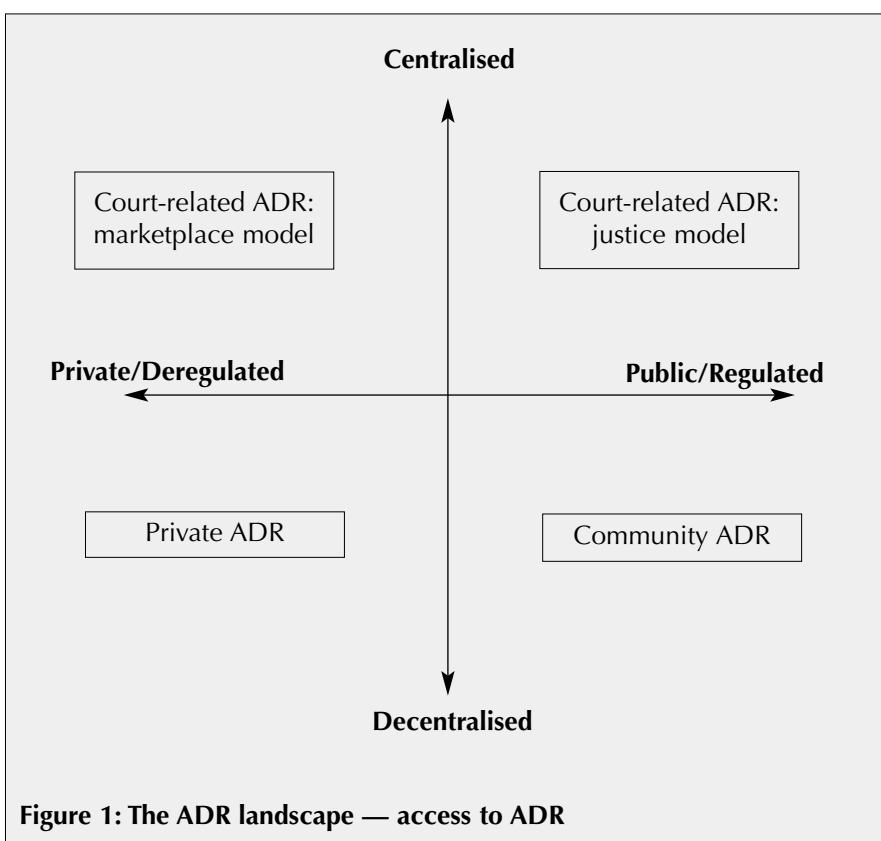 Centralised
Court-related ADR:
marketplace model
Court-related ADR:
justice model
Private/Deregulated
Public/Regulated
Private ADR
Community ADR
Decentralised
Figure 1: The ADR landscape — access to ADR